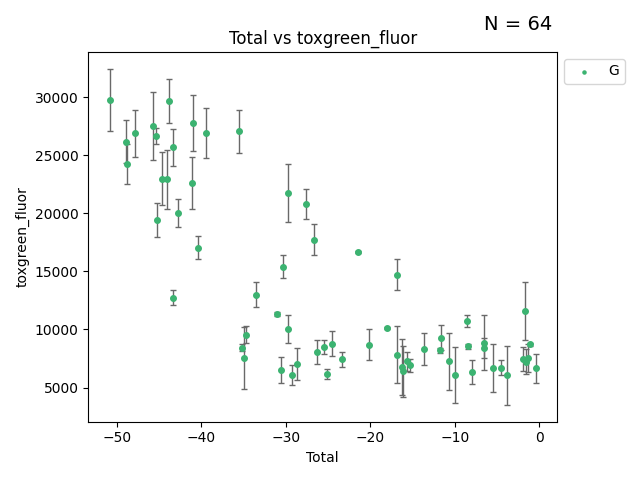 N = 64
Total vs toxgreen_fluor
G
toxgreen_fluor
30000
25000
20000
15000
10000
5000
−50 −40 −30 −20 −10 0
Total